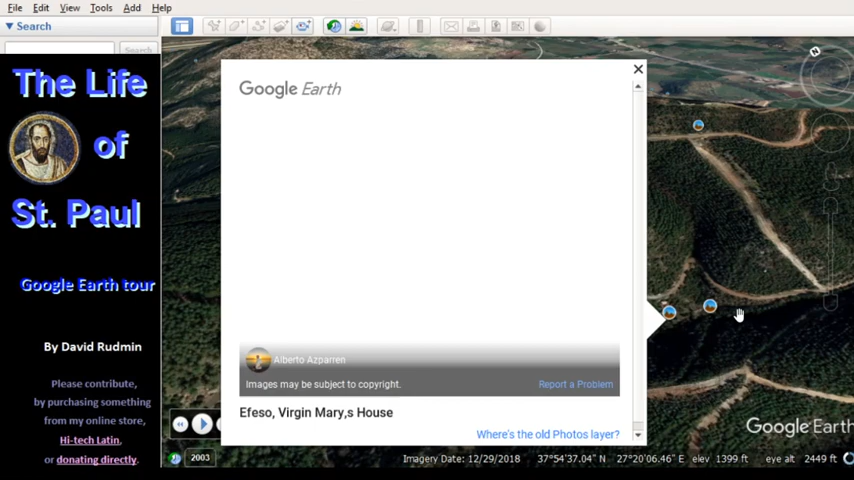 File Edit View Tools Add Help
Search
Search
The Life
of
St. Paul
Google Earth tour
By David Rudmin
Please contribute,
by purchasing something
from my online store,
Hi-tech Latin,
or donating directly.
Google Earth
Alberto Azparren
Images may be subject to copyright.
Report a Problem
Efeso, Virgin Mary,s House
Where's the old Photos layer?
Google Earth
2003
Imagery Date: 12/29/2018 37°54'37.04" N 27°20'06.46" E elev 1399 ft eye alt 2449 ft